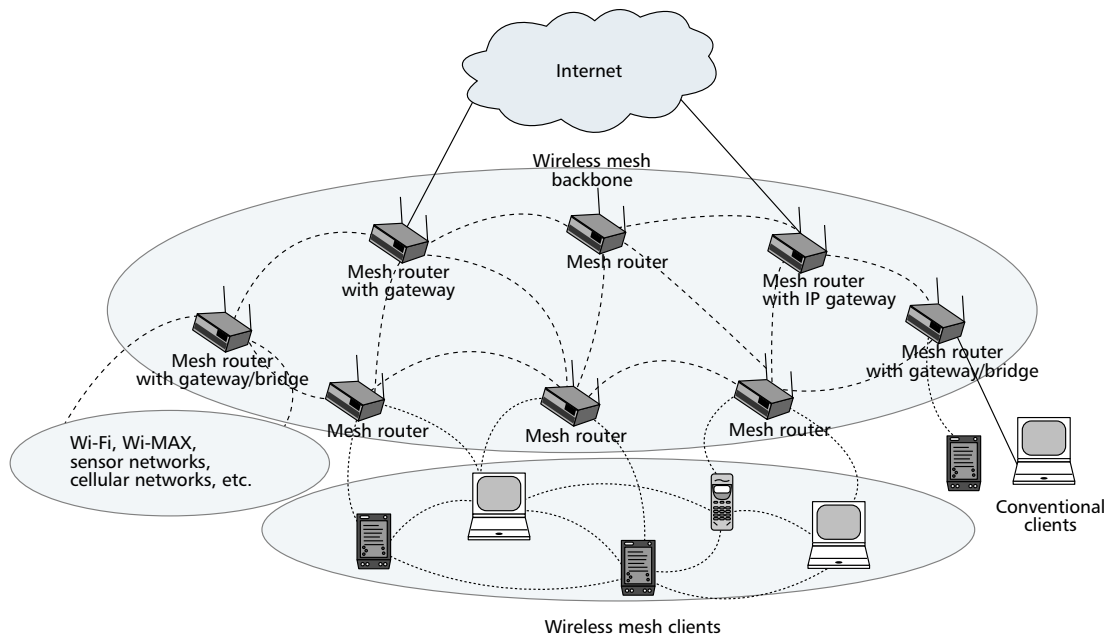 Internet
Wireless mesh
backbone
Mesh router
with gateway
Mesh router
Mesh router
with IP gateway
Mesh router
with gateway/bridge
Mesh router
with gateway/bridge
Mesh router
Mesh router
Mesh router
Wi-Fi, Wi-MAX,
sensor networks,
cellular networks, etc.
Conventional
clients
Wireless mesh clients